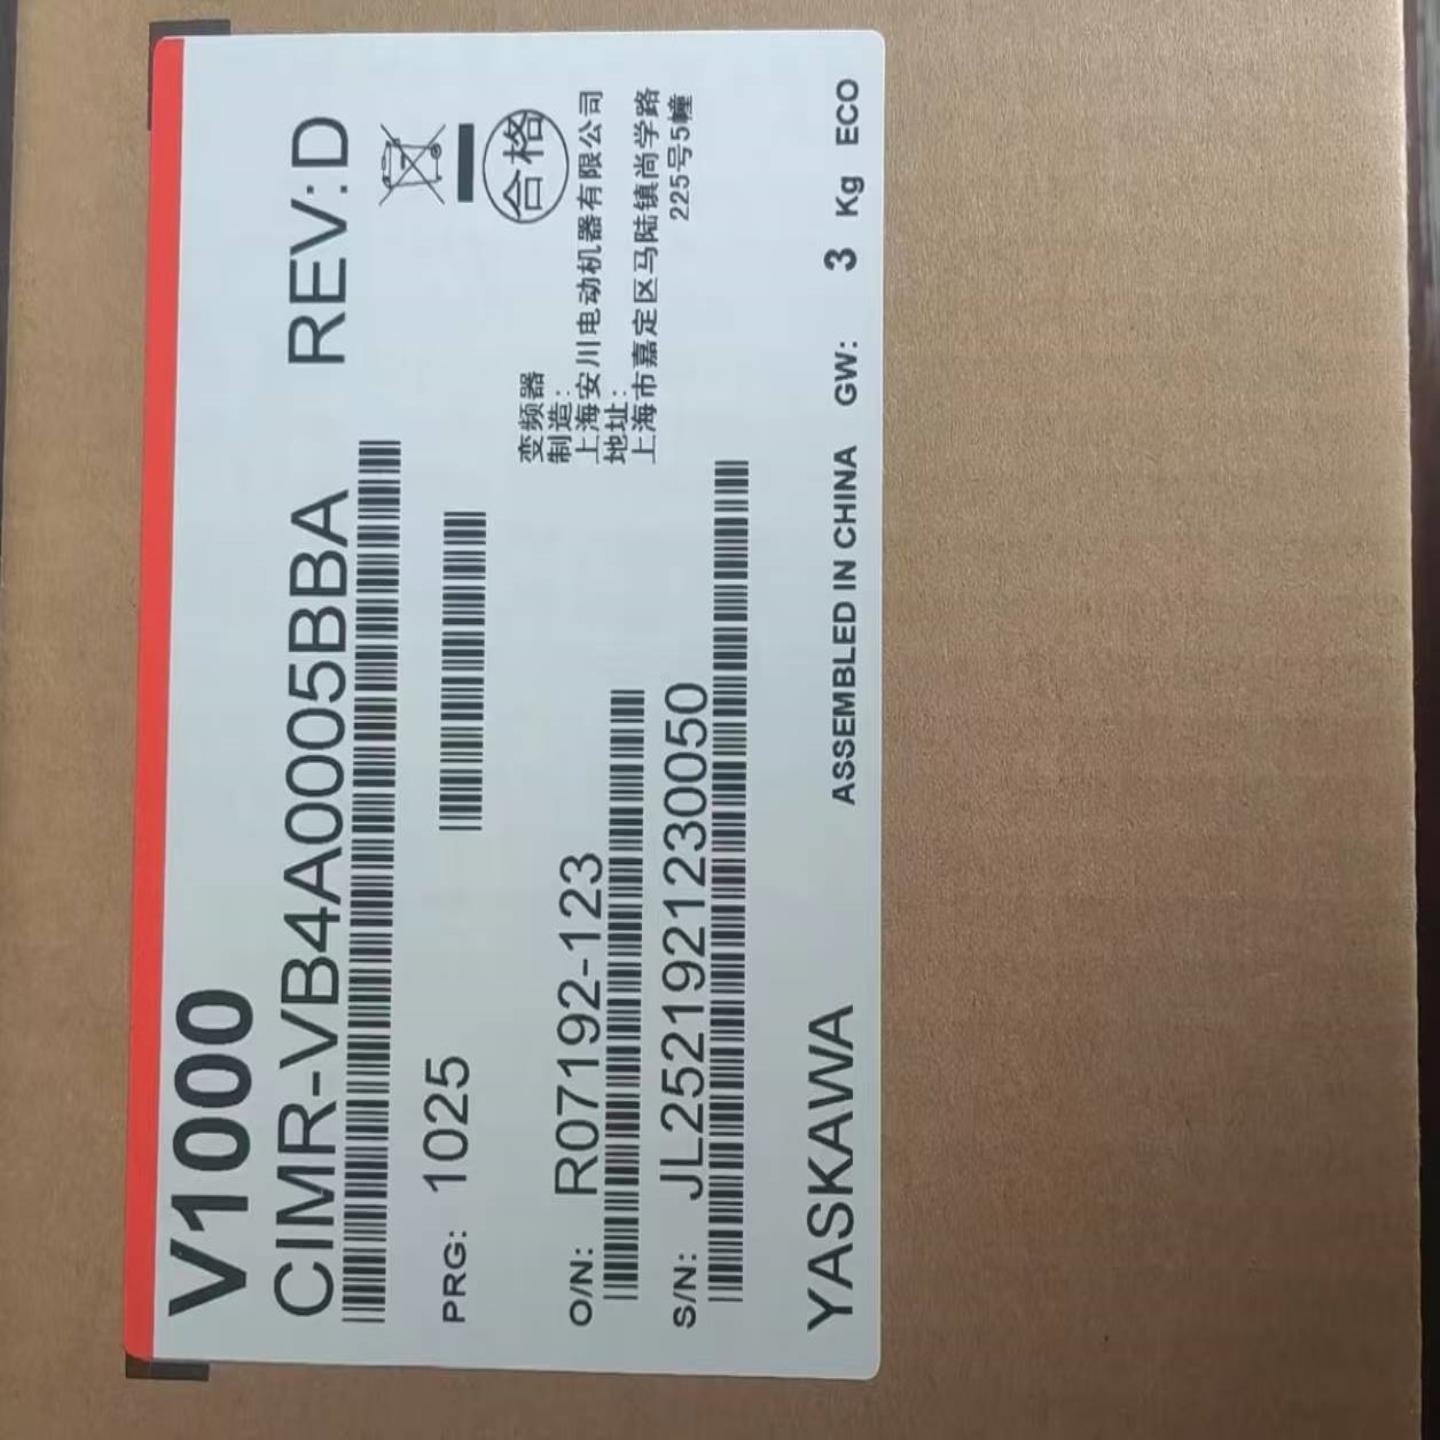 V1000
CIMR-VB4A0005BBA REV:D
PRG: 1025
合格
变频器
制造:
上海安川电动机器有限公司
地址:
上海市嘉定区马陆镇尚学路
225号5幢
O/N: R07192-123
S/N: JL2521921230050
YASKAWA ASSEMBLED IN CHINA GW: 3 Kg ECO